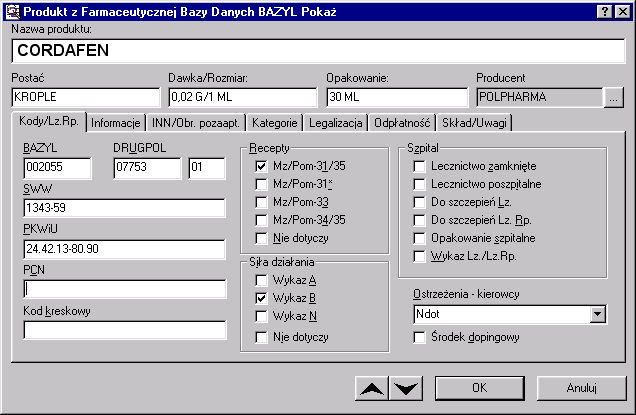 Produkt z Farmaceutycznej Bazy Danych BAZYL Pokaż
Nazwa produktu:
CORDAFEN
Postać Dawka/Rozmiar: Opakowanie: Producent
KROPLE 0,02 G/1 ML 30 ML POLPHARMA ...
Kody/Lz.Rp. Informacje INN/Obr. pozaapt. Kategorie Legalizacja Odpłatność Skład/Uwagi
BAZYL DRUGPOL
002055 07753 01
SWW
1343-59
PKWiU
24.42.13-80.90
PCN
Kod kreskowy
Recepty
Mz/Pom-31/35
Mz/Pom-31*
Mz/Pom-33
Mz/Pom-34/35
Nie dotyczy
Siła działania
Wykaz A
Wykaz B
Wykaz N
Nie dotyczy
Szpital
Lecznictwo zamknięte
Lecznictwo poszpitalne
Do szczepień Lz.
Do szczepień Lz. Rp.
Opakowanie szpitalne
Wykaz Lz./Lz.Rp.
Ostrzeżenia - kierowcy
Ndot
Środek dopingowy
OK Anuluj